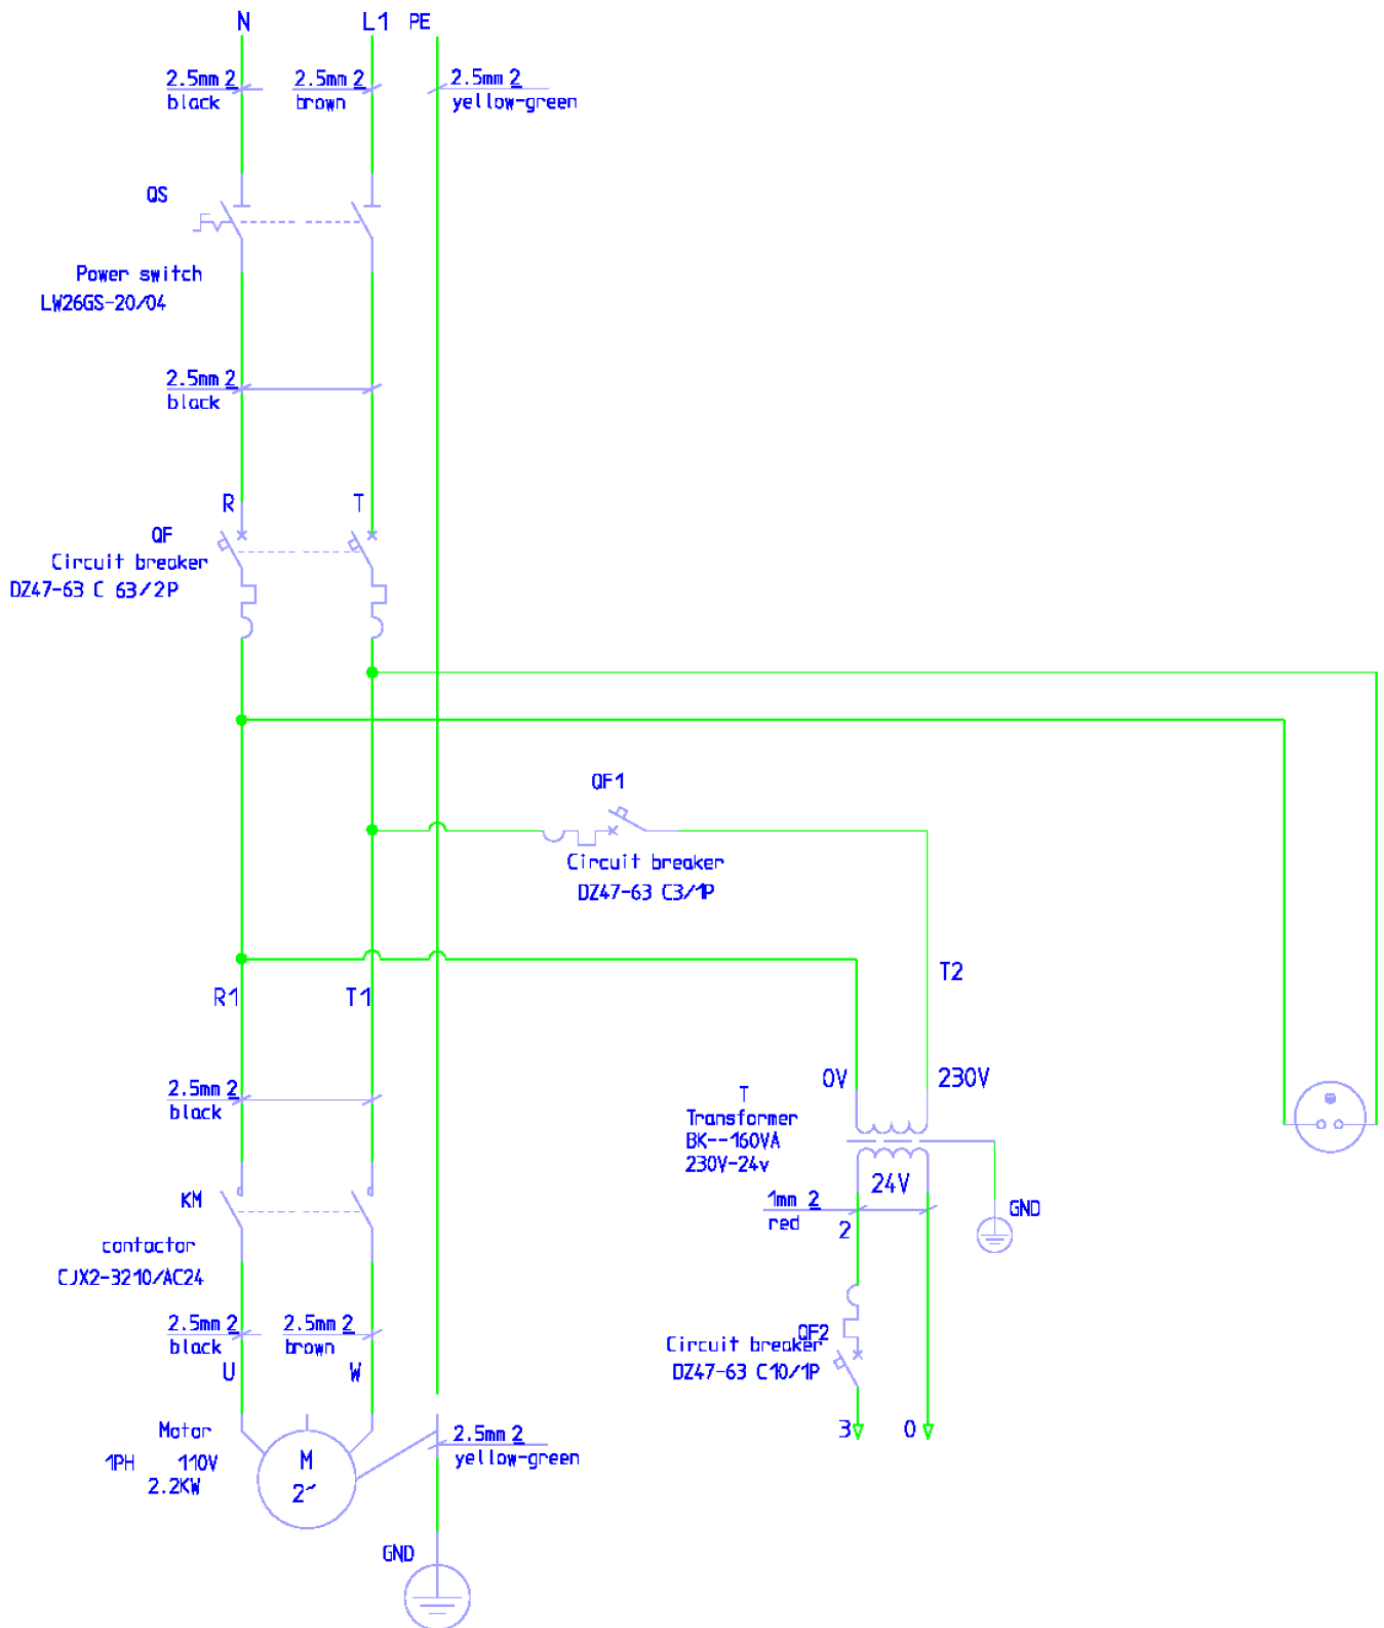 N
L1
PE
2.5mm 2
black
2.5mm 2
brown
2.5mm 2
yellow-green
QS
Power switch
LW26GS-20/04
2.5mm 2
black
R
T
QF
Circuit breaker
DZ47-63 C 63/2P
QF1
Circuit breaker
DZ47-63 C3/1P
R1
T1
T2
0V
230V
T
Transformer
BK--160VA
230V-24v
2.5mm 2
black
24V
1mm 2
red
2
GND
KM
contactor
CJX2-3210/AC24
2.5mm 2
black
2.5mm 2
brown
U
W
QF2
Circuit breaker
DZ47-63 C10/1P
3
0
Motor
1PH 110V
2.2KW
M
2~
2.5mm 2
yellow-green
GND